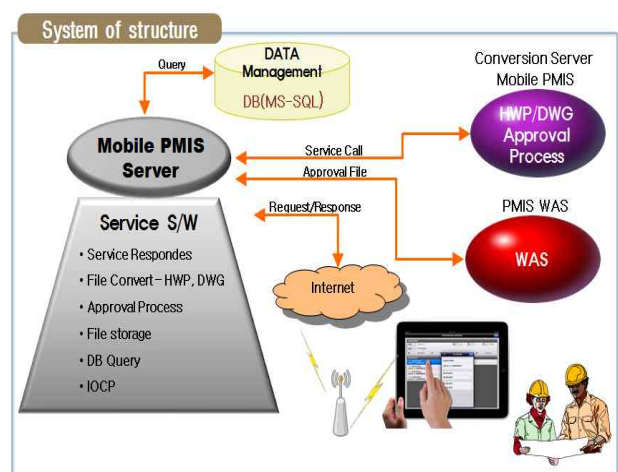 System of structure
Query
DATA
Management
DB(MS-SQL)
Conversion Server
Mobile PMIS
HWP/DWG
Approval
Process
Mobile PMIS
Server
Service Call
Approval File
Request/Response
PMIS WAS
WAS
Internet
Service S/W
· Service Respondes
· File Convert – HWP, DWG
· Approval Process
· File storage
· DB Query
· IOCP